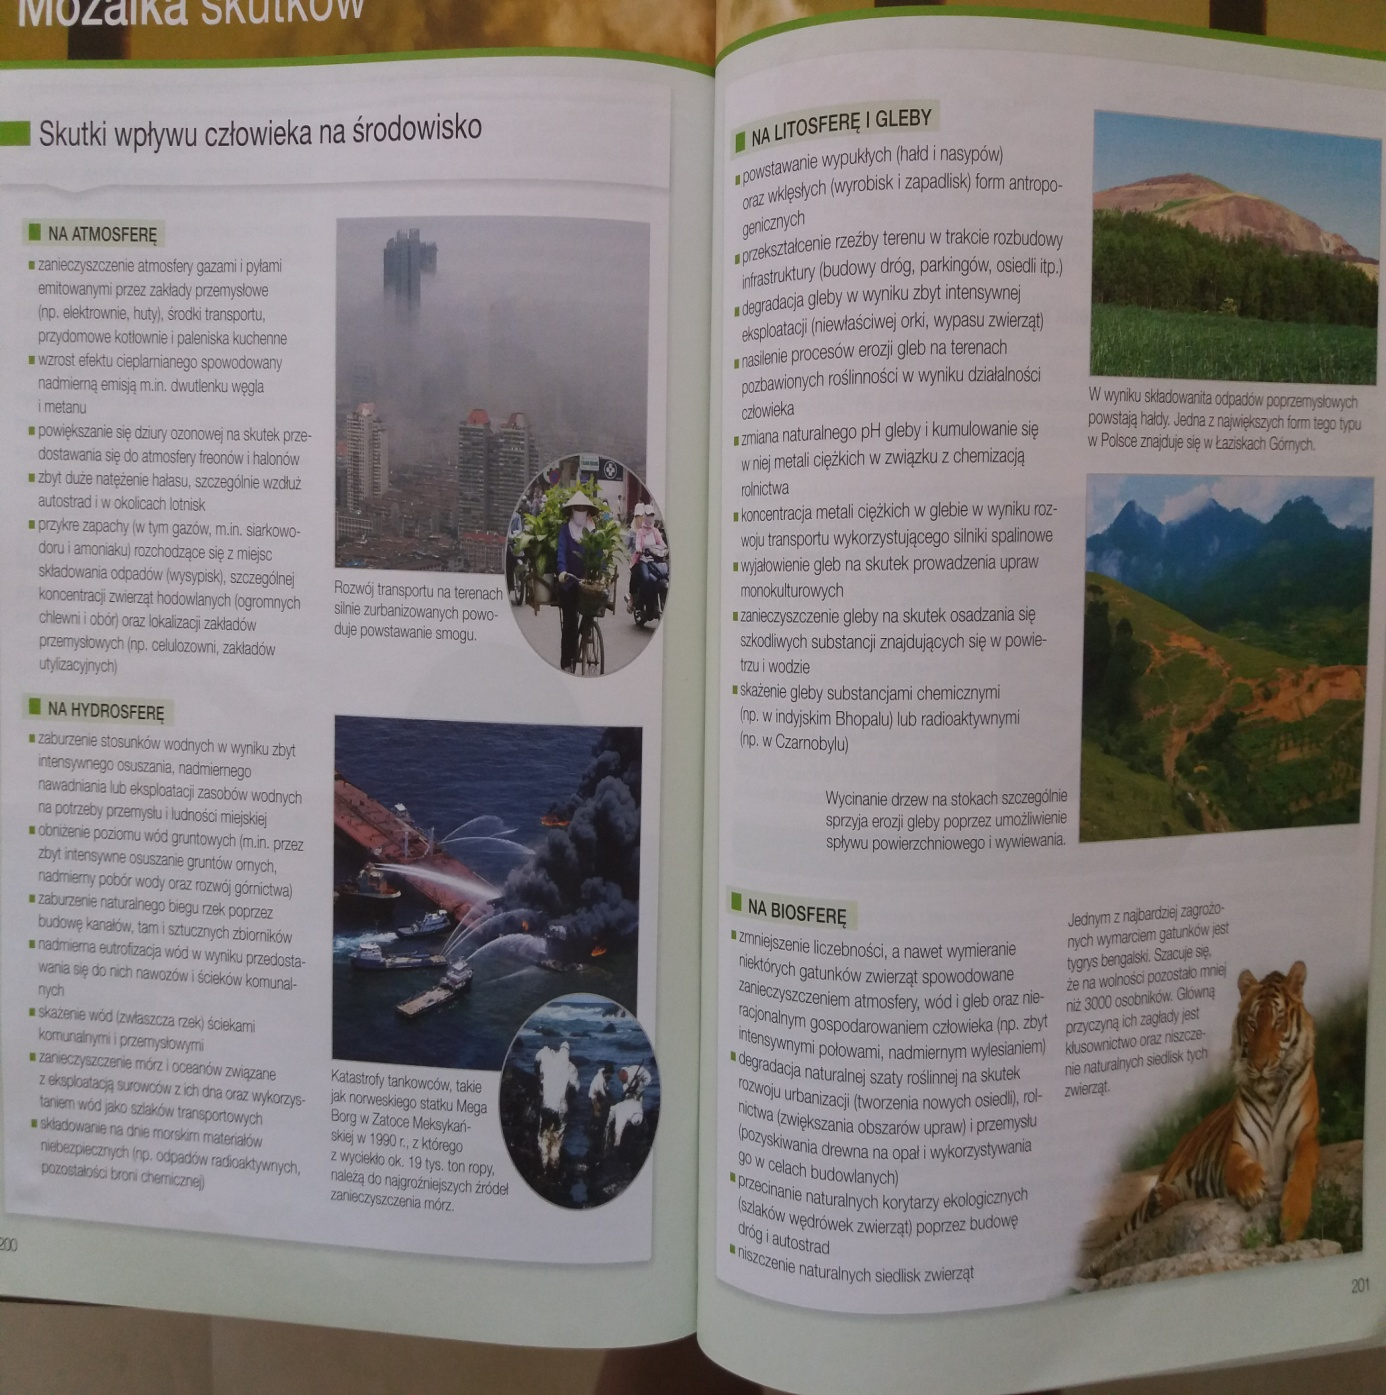 Mozaika skutków
Skutki wpływu człowieka na środowisko
NA ATMOSFERĘ
zanieczyszczenie atmosfery gazami i pyłami
emitowanymi przez zakłady przemysłowe
(np. elektrownie, huty), środki transportu,
przydomowe kotłownie i paleniska kuchenne
wzrost efektu cieplarnianego spowodowany
nadmierną emisją m.in. dwutlenku węgla
i metanu
powiększanie się dziury ozonowej na skutek prze-
dostawania się do atmosfery freonów i halonów
zbyt duże natężenie hałasu, szczególnie wzdłuż
autostrad i w okolicach lotnisk
przykre zapachy (w tym gazów, m.in. siarkowo-
doru i amoniaku) rozchodzące się z miejsc
składowania odpadów (wysypisk), szczególnej
koncentracji zwierząt hodowlanych (ogromnych
chlewni i obór) oraz lokalizacji zakładów
przemysłowych (np. celulozowni, zakładów
utylizacyjnych)
Rozwój transportu na terenach
silnie zurbanizowanych powo-
duje powstawanie smogu.
NA HYDROSFERĘ
zaburzenie stosunków wodnych w wyniku zbyt
intensywnego osuszania, nadmiernego
nawadniania lub eksploatacji zasobów wodnych
na potrzeby przemysłu i ludności miejskiej
obniżenie poziomu wód gruntowych (m.in. przez
zbyt intensywne osuszanie gruntów ornych,
nadmierny pobór wody oraz rozwój górnictwa)
zaburzenie naturalnego biegu rzek poprzez
budowę kanałów, tam i sztucznych zbiorników
nadmierna eutrofizacja wód w wyniku przedosta-
wania się do nich nawozów i ścieków komunal-
nych
skażenie wód (zwłaszcza rzek) ściekami
komunalnymi i przemysłowymi
zanieczyszczenie mórz i oceanów związane
z eksploatacją surowców z ich dna oraz wykorzys-
taniem wód jako szlaków transportowych
składowanie na dnie morskim materiałów
niebezpiecznych (np. odpadów radioaktywnych,
pozostałości broni chemicznej)
Katastrofy tankowców, takie
jak norweskiego statku Mega
Borg w Zatoce Meksykań-
skiej w 1990 r., z którego
z wyciekło ok. 19 tys. ton ropy,
należą do najgroźniejszych źródeł
zanieczyszczenia mórz.
200
NA LITOSFERĘ I GLEBY
powstawanie wypukłych (hałd i nasypów)
oraz wklęsłych (wyrobisk i zapadlisk) form antropo-
genicznych
przekształcenie rzeźby terenu w trakcie rozbudowy
infrastruktury (budowy dróg, parkingów, osiedli itp.)
degradacja gleby w wyniku zbyt intensywnej
eksploatacji (niewłaściwej orki, wypasu zwierząt)
nasilenie procesów erozji gleb na terenach
pozbawionych roślinności w wyniku działalności
człowieka
zmiana naturalnego pH gleby i kumulowanie się
w niej metali ciężkich w związku z chemizacją
rolnictwa
koncentracja metali ciężkich w glebie w wyniku roz-
woju transportu wykorzystującego silniki spalinowe
wyjałowienie gleb na skutek prowadzenia upraw
monokulturowych
zanieczyszczenie gleby na skutek osadzania się
szkodliwych substancji znajdujących się w powie-
trzu i wodzie
skażenie gleby substancjami chemicznymi
(np. w indyjskim Bhopalu) lub radioaktywnymi
(np. w Czarnobylu)
W wyniku składowanita odpadów poprzemysłowych
powstają hałdy. Jedna z największych form tego typu
w Polsce znajduje się w Łaziskach Górnych.
Wycinanie drzew na stokach szczególnie
sprzyja erozji gleby poprzez umożliwienie
spływu powierzchniowego i wywiewania.
NA BIOSFERĘ
zmniejszenie liczebności, a nawet wymieranie
niektórych gatunków zwierząt spowodowane
zanieczyszczeniem atmosfery, wód i gleb oraz nie-
racjonalnym gospodarowaniem człowieka (np. zbyt
intensywnymi połowami, nadmiernym wylesianiem)
degradacja naturalnej szaty roślinnej na skutek
rozwoju urbanizacji (tworzenia nowych osiedli), rol-
nictwa (zwiększania obszarów upraw) i przemysłu
(pozyskiwania drewna na opał i wykorzystywania
go w celach budowlanych)
przecinanie naturalnych korytarzy ekologicznych
(szlaków wędrówek zwierząt) poprzez budowę
dróg i autostrad
niszczenie naturalnych siedlisk zwierząt
Jednym z najbardziej zagrożo-
nych wymarciem gatunków jest
tygrys bengalski. Szacuje się,
że na wolności pozostało mniej
niż 3000 osobników. Główną
przyczyną ich zagłady jest
kłusownictwo oraz niszcze-
nie naturalnych siedlisk tych
zwierząt.
201